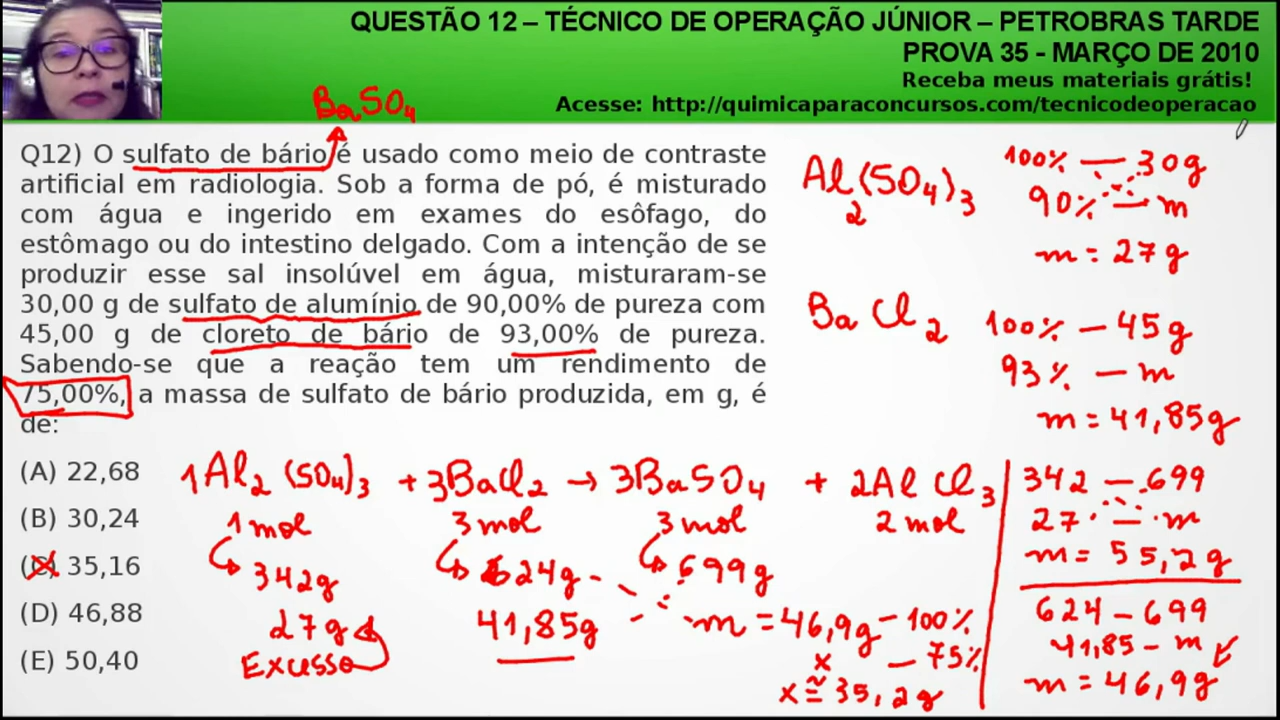 QUESTÃO 12 – TÉCNICO DE OPERAÇÃO JÚNIOR – PETROBRAS TARDE
PROVA 35 - MARÇO DE 2010
Receba meus materiais grátis!
Acesse: http://quimicaparaconcursos.com/tecnicodeoperacao
BaSO4
Q12) O sulfato de bário é usado como meio de contraste
artificial em radiologia. Sob a forma de pó, é misturado
com água e ingerido em exames do esôfago, do
estômago ou do intestino delgado. Com a intenção de se
produzir esse sal insolúvel em água, misturaram-se
30,00 g de sulfato de alumínio de 90,00% de pureza com
45,00 g de cloreto de bário de 93,00% de pureza.
Sabendo-se que a reação tem um rendimento de
75,00%, a massa de sulfato de bário produzida, em g, é
de:
(A) 22,68
(B) 30,24
(C) 35,16
(D) 46,88
(E) 50,40
Al2(SO4)3
100% — 30g
90% — m
m = 27g
BaCl2
100% — 45g
93% — m
m = 41,85g
1Al2(SO4)3 + 3BaCl2 → 3BaSO4 + 2AlCl3
1 mol 3 mol 3 mol 2 mol
342g 624g 699g
27g 41,85g m = 46,9g — 100%
Excesso x — 75%
x ≅ 35,2g
342 — 699
27 — m
m = 55,2g
624 — 699
41,85 — m
m = 46,9g